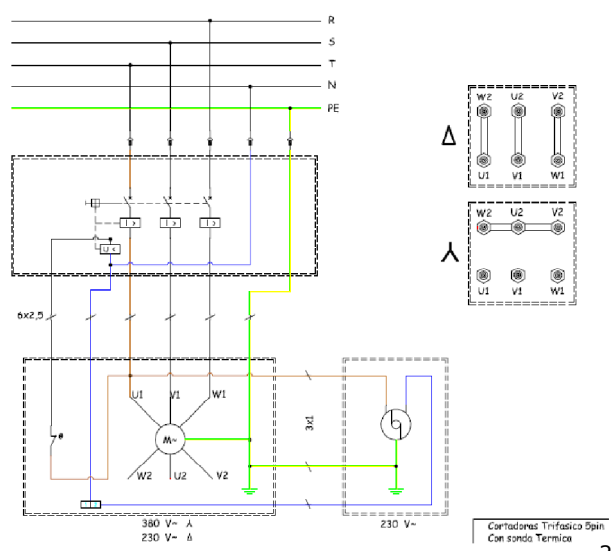 R
S
T
N
PE
W2 U2 V2
Δ
U1 V1 W1
W2 U2 V2
U1 V1 W1
I > I > I >
U <
6x2,5
U1 V1 W1
3x1
M~
W2 U2 V2
380 V~
230 V~ Δ
230 V~
Cortadoras Trifasico 5pin
Con sonda Termica